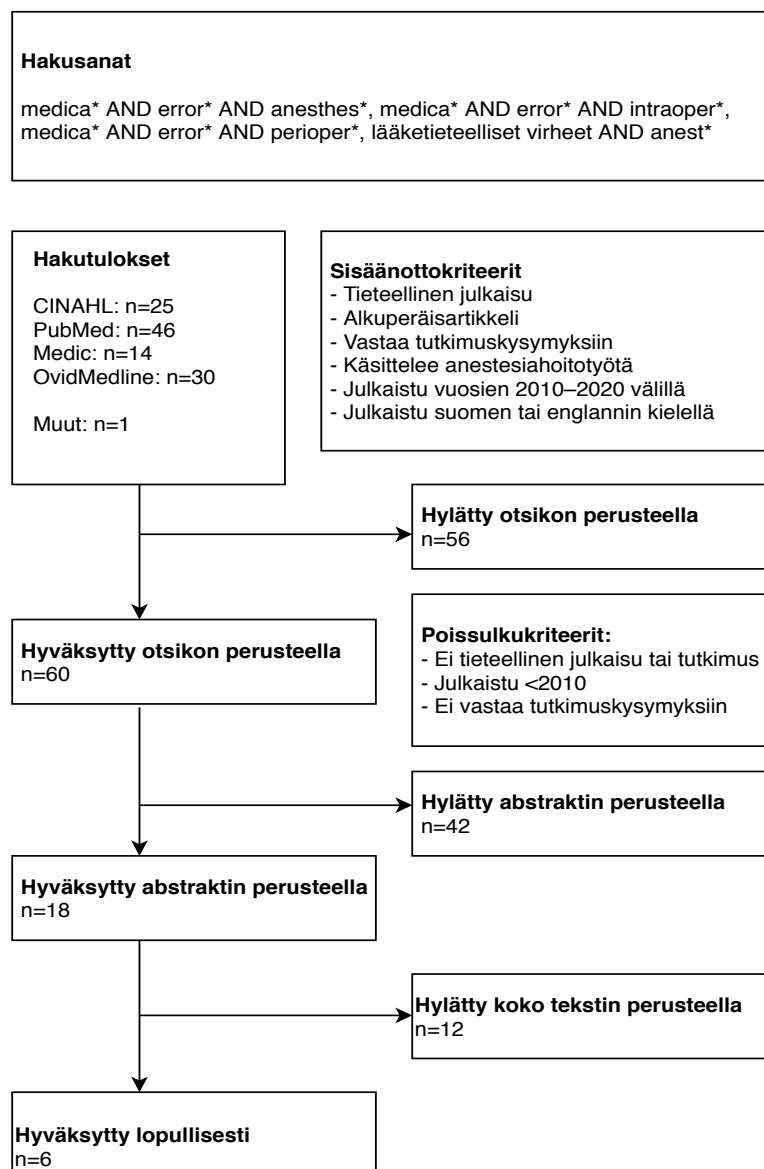 Hakusanat
medica* AND error* AND anesthes*, medica* AND error* AND intraoper*,
medica* AND error* AND perioper*, lääketieteelliset virheet AND anest*
Hakutulokset
CINAHL: n=25
PubMed: n=46
Medic: n=14
OvidMedline: n=30
Muut: n=1
Sisäänottokriteerit
- Tieteellinen julkaisu
- Alkuperäisartikkeli
- Vastaa tutkimuskysymyksiin
- Käsittelee anestesiahoitotyötä
- Julkaistu vuosien 2010–2020 välillä
- Julkaistu suomen tai englannin kielellä
Hylätty otsikon perusteella
n=56
Hyväksytty otsikon perusteella
n=60
Poissulkukriteerit:
- Ei tieteellinen julkaisu tai tutkimus
- Julkaistu <2010
- Ei vastaa tutkimuskysymyksiin
Hylätty abstraktin perusteella
n=42
Hyväksytty abstraktin perusteella
n=18
Hylätty koko tekstin perusteella
n=12
Hyväksytty lopullisesti
n=6